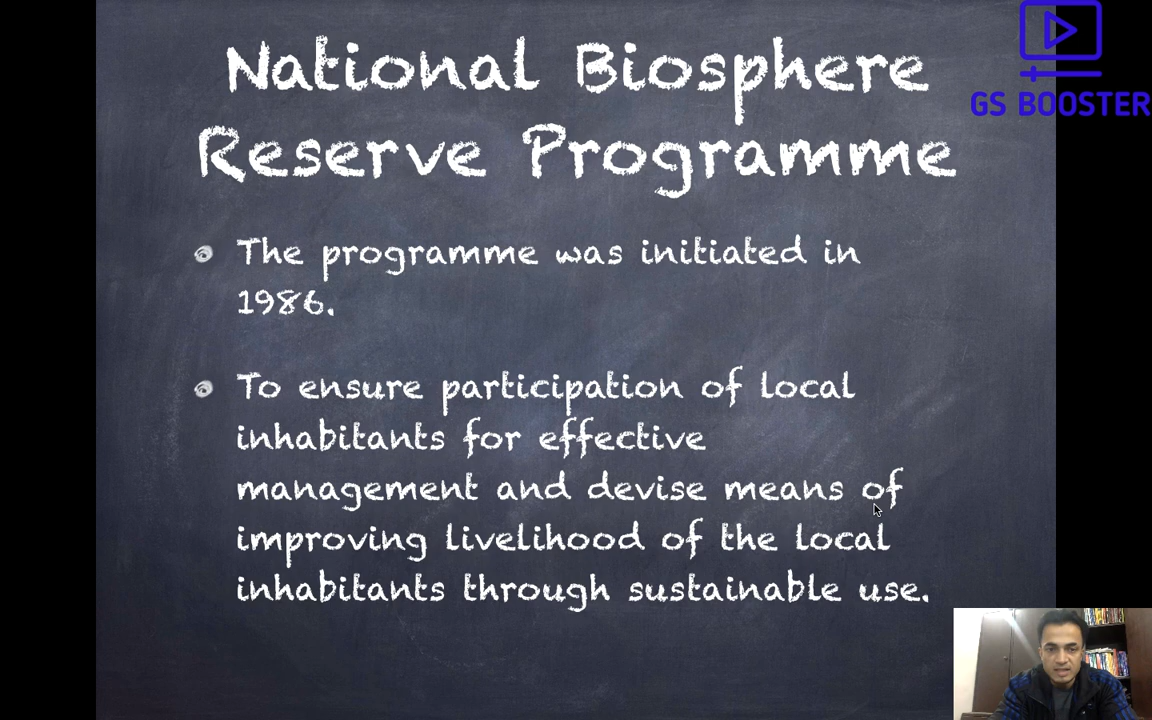 National Biosphere
Reserve Programme
GS BOOSTER
The programme was initiated in
1986.
To ensure participation of local
inhabitants for effective
management and devise means of
improving livelihood of the local
inhabitants through sustainable use.